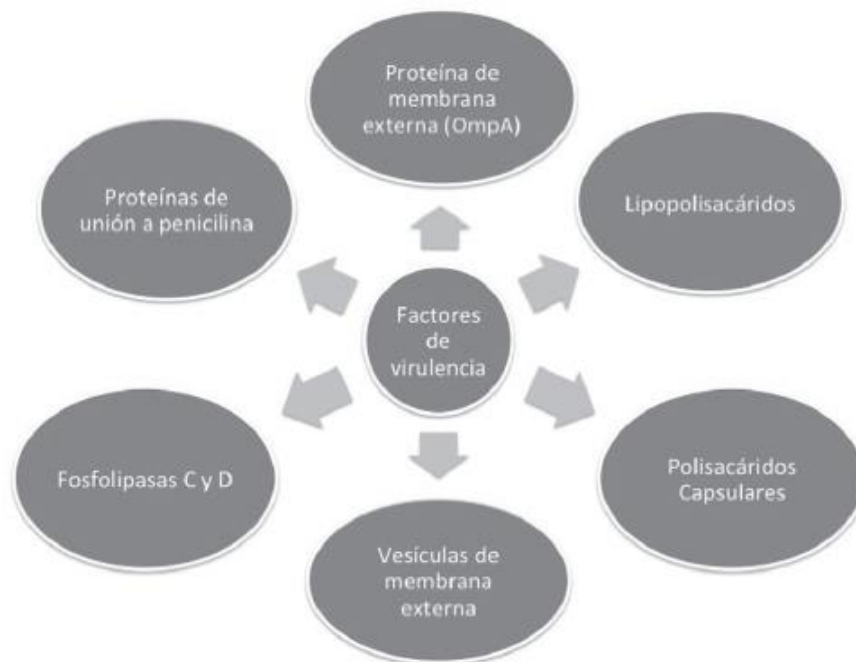 Proteína de
membrana
externa (OmpA)
Proteínas de
unión a penicilina
Lipopolisacáridos
Factores
de
virulencia
Fosfolipasas C y D
Polisacáridos
Capsulares
Vesículas de
membrana
externa